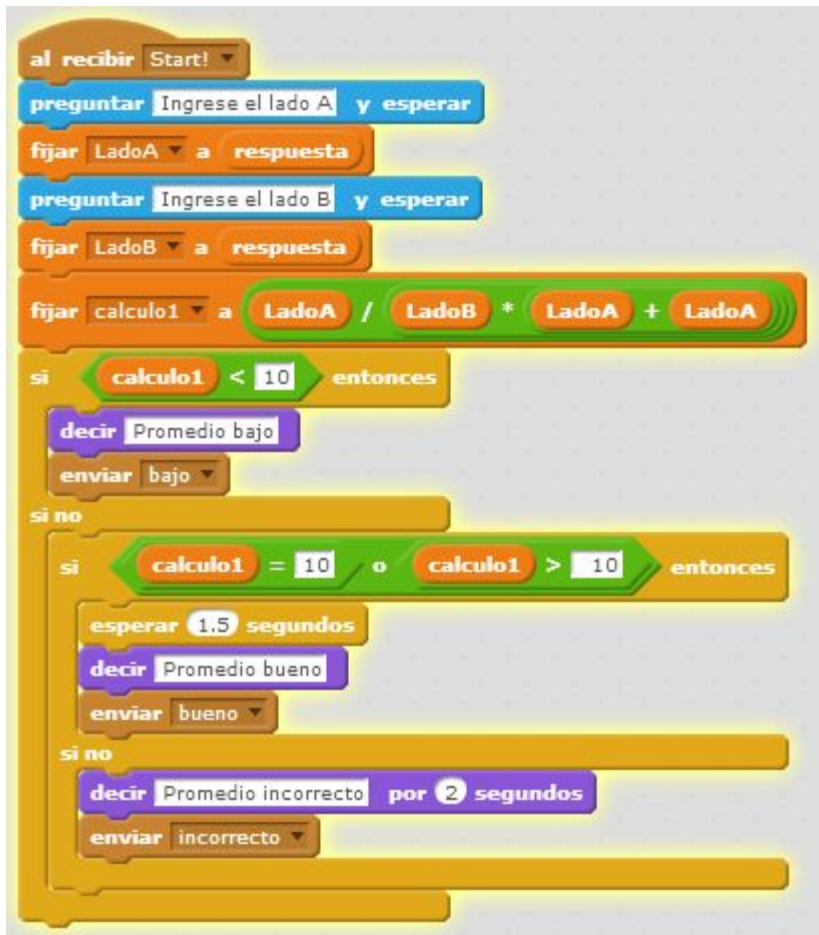 al recibir Start!
preguntar Ingrese el lado A y esperar
fijar LadoA a respuesta
preguntar Ingrese el lado B y esperar
fijar LadoB a respuesta
fijar calculo1 a LadoA / LadoB * LadoA + LadoA
si calculo1 < 10 entonces
decir Promedio bajo
enviar bajo
si no
si calculo1 = 10 o calculo1 > 10 entonces
esperar 1.5 segundos
decir Promedio bueno
enviar bueno
si no
decir Promedio incorrecto por 2 segundos
enviar incorrecto